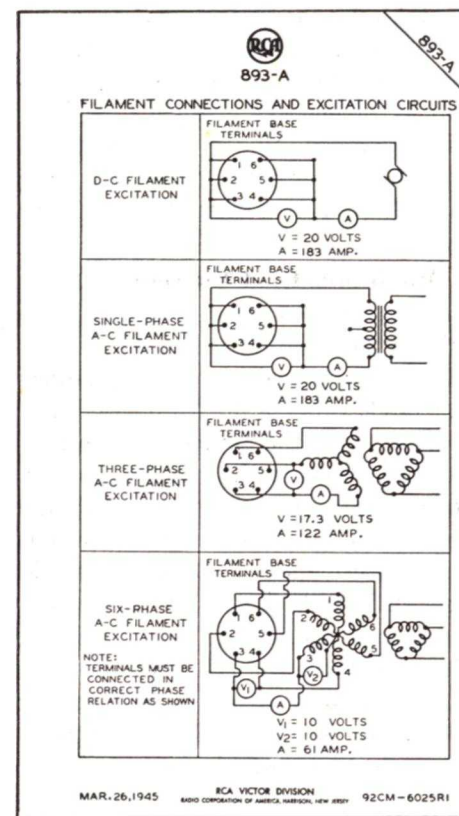 RCA
893-A
893-A
FILAMENT CONNECTIONS AND EXCITATION CIRCUITS
D-C FILAMENT
EXCITATION
FILAMENT BASE
TERMINALS
1 6
2 5
3 4
V A
V = 20 VOLTS
A = 183 AMP.
SINGLE-PHASE
A-C FILAMENT
EXCITATION
FILAMENT BASE
TERMINALS
1 6
2 5
3 4
V A
V = 20 VOLTS
A = 183 AMP.
THREE-PHASE
A-C FILAMENT
EXCITATION
FILAMENT BASE
TERMINALS
1 6
2 5
3 4
V
A
V = 17.3 VOLTS
A = 122 AMP.
SIX-PHASE
A-C FILAMENT
EXCITATION
NOTE:
TERMINALS MUST BE
CONNECTED IN
CORRECT PHASE
RELATION AS SHOWN
FILAMENT BASE
TERMINALS
1 6
2 5
3 4
1
2 6
3 5
4
V1 V2
A
V1 = 10 VOLTS
V2= 10 VOLTS
A = 61 AMP.
MAR. 26, 1945
RCA VICTOR DIVISION
RADIO CORPORATION OF AMERICA, HARRISON, NEW JERSEY
92CM-6025R1